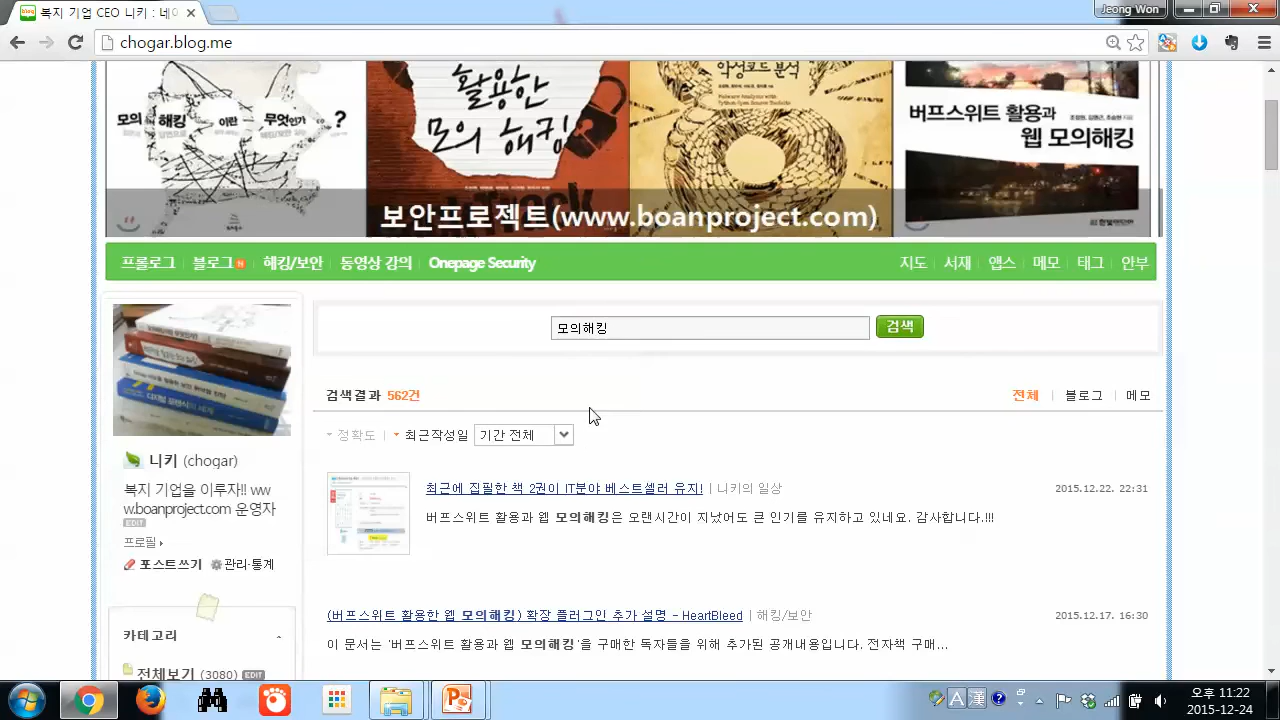 복지 기업 CEO 니키 : 네이
Jeong Won
chogar.blog.me
모의 해킹 이란 무엇인가 ?
활용한
모의 해킹
악성코드 분석
버프스위트 활용과
웹 모의해킹
보안프로젝트(www.boanproject.com)
프롤로그 블로그 해킹/보안 동영상 강의 Onepage Security 지도 서재 앱스 메모 태그 안부
모의해킹 검색
검색결과 562건 전체 | 블로그 | 메모
정확도 | 최근작성일 기간 전체
니키 (chogar)
복지 기업을 이루자!! ww
w.boanproject.com 운영자
EDIT
프로필
포스트쓰기 관리·통계
카테고리
전체보기 (3080) EDIT
최근에 집필한 책 2권이 IT분야 베스트셀러 유지! | 니키의 일상 2015.12.22. 22:31
버프스위트 활용과 웹 모의해킹은 오랜시간이 지났어도 큰 인기를 유지하고 있네요. 감사합니다.!!!
(버프스위트 활용한 웹 모의해킹) 확장 플러그인 추가 설명 - HeartBleed | 해킹/보안 2015.12.17. 16:30
이 문서는 '버프스위트 활용과 웹 모의해킹'을 구매한 독자들을 위해 추가된 공개내용입니다. 전자책 구매...
A 漢
오후 11:22
2015-12-24